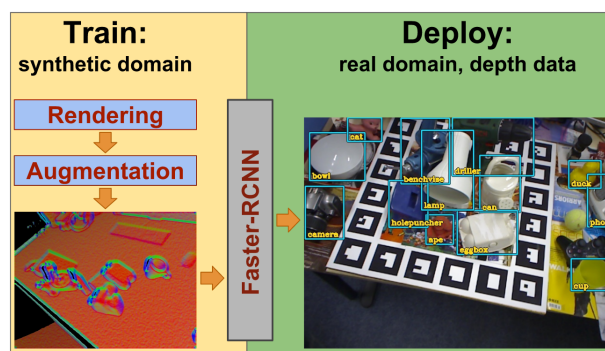 Train:
synthetic domain
Deploy:
real domain, depth data
Rendering
Augmentation
Faster-RCNN
cat
bowl
benchvise
driller
lamp
can
duck
pho
holepuncher
camera
ape
eggbox
cup